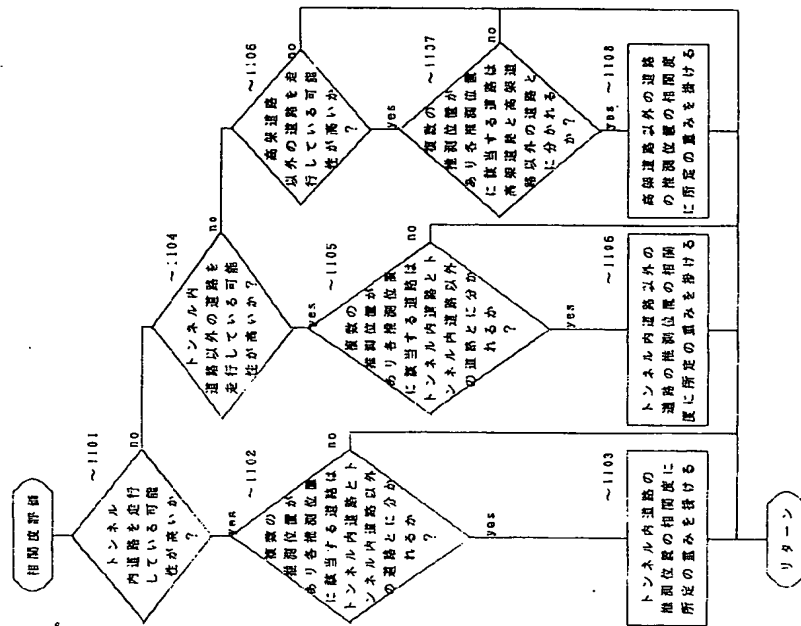 相関度評価
~1101
トンネル
内道路を走行
している可能
性が高いか
?
no
yes
~1102
複数の
推測位置が
あり各推測位置
に該当する道路は
トンネル内道路とト
ンネル内道路以外
の道路とに分か
れるか
?
no
yes
~1103
トンネル内道路の
推測位置の相関度に
所定の重みを掛ける
~1104
トンネル内
道路以外の道路を
走行している可能
性が高いか?
no
yes
~1105
複数の
推測位置が
あり各推測位置
に該当する道路は
トンネル内道路とト
ンネル内道路以外
の道路とに分か
れるか
?
no
yes
~1106
トンネル内道路以外の
道路の推測位置の相関
度に所定の重みを掛ける
~1106
高架道路
以外の道路を走
行している可能
性が高いか
?
no
yes
~1107
複数の
推測位置が
あり各推測位置
に該当する道路は
高架道路と高架道
路以外の道路と
に分かれる
か?
no
yes
~1108
高架道路以外の道路
の推測位置の相関度
に所定の重みを掛ける
リターン